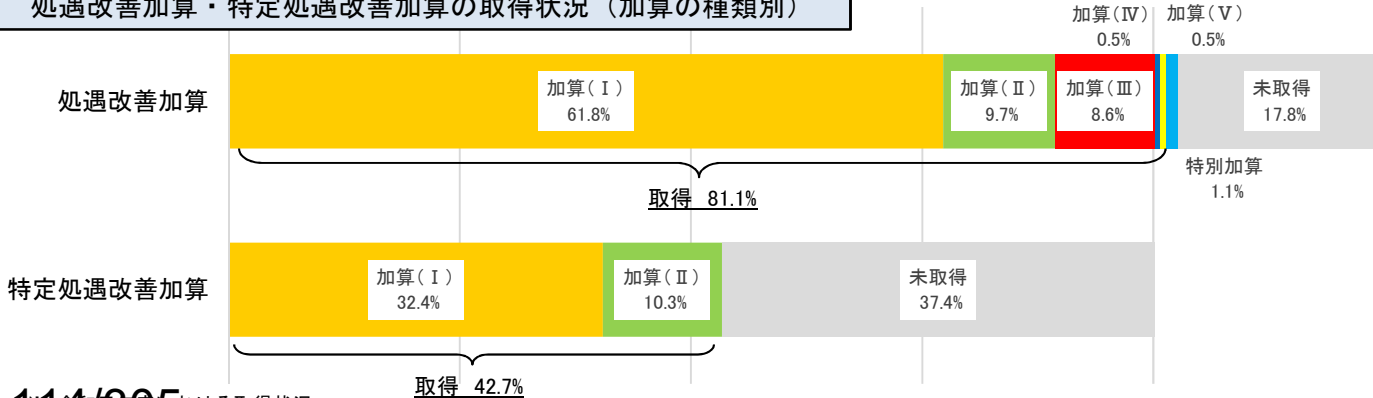 処遇改善加算・特定処遇改善加算の取得状況（加算の種類別）
加算(Ⅳ)
0.5%
加算(Ⅴ)
0.5%
処遇改善加算
加算(Ⅰ)
61.8%
加算(Ⅱ)
9.7%
加算(Ⅲ)
8.6%
未取得
17.8%
特別加算
1.1%
取得 81.1%
特定処遇改善加算
加算(Ⅰ)
32.4%
加算(Ⅱ)
10.3%
未取得
37.4%
取得 42.7%